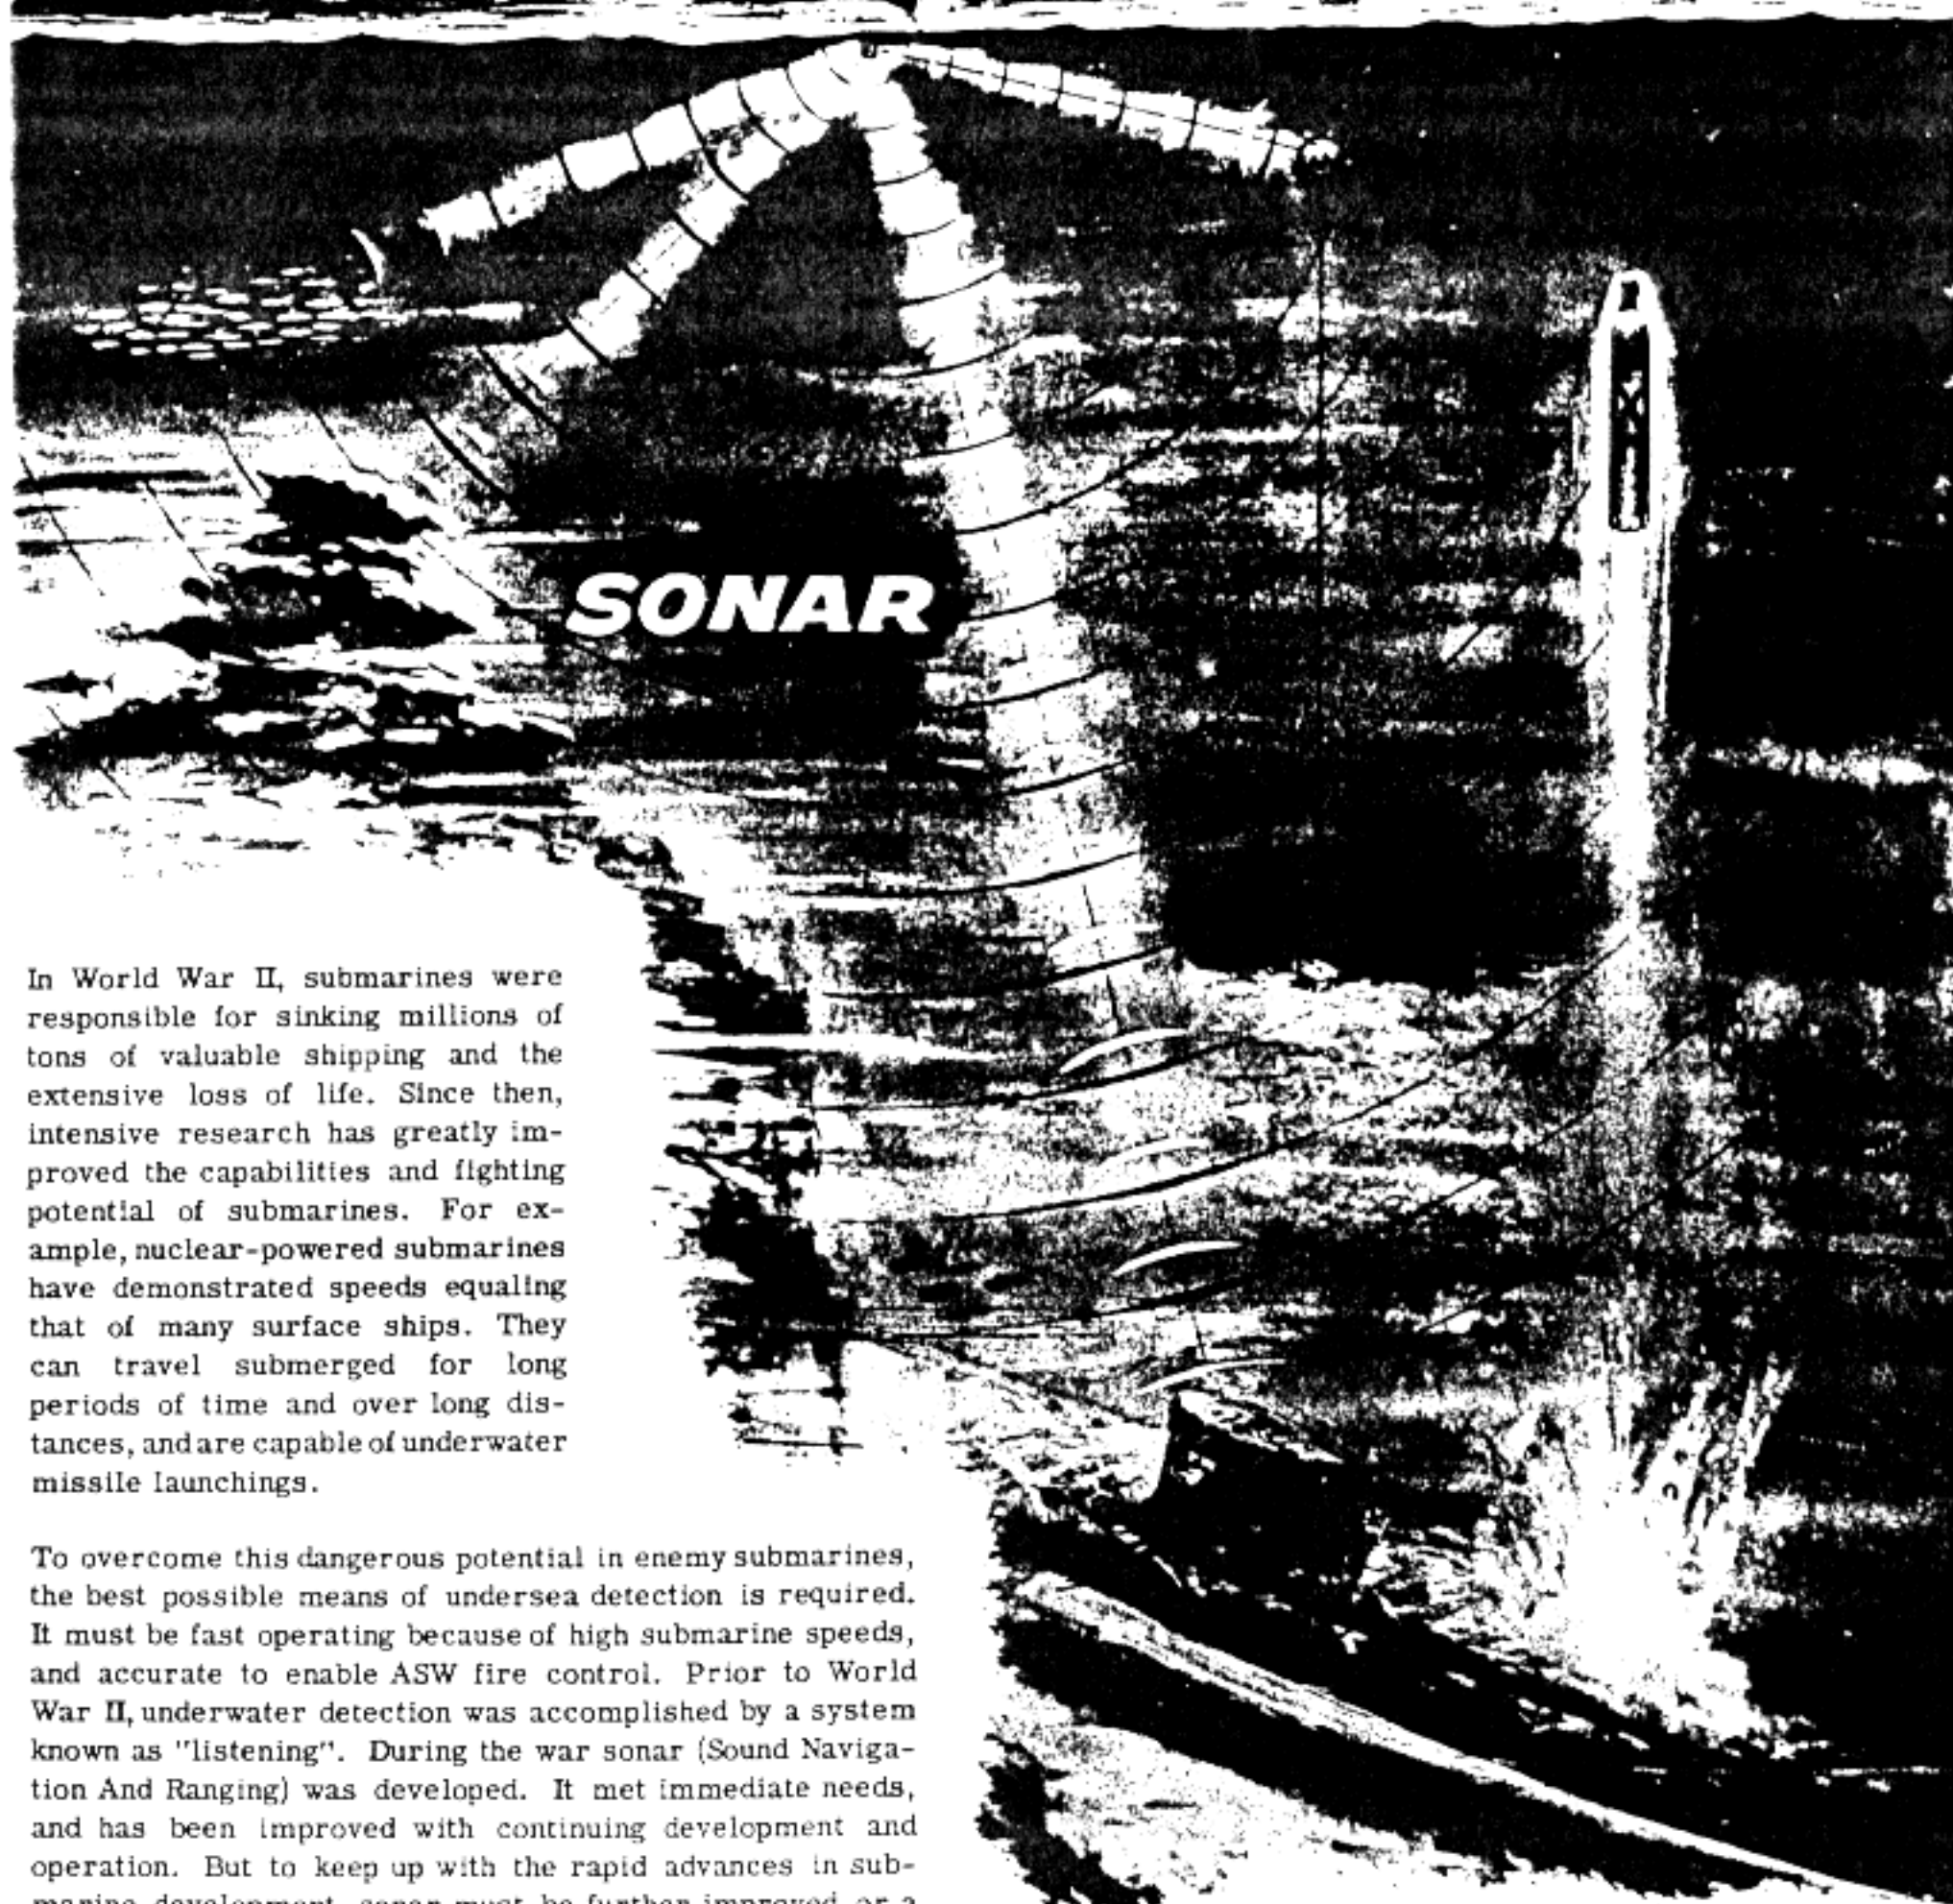 SONAR
In World War II, submarines were
responsible for sinking millions of
tons of valuable shipping and the
extensive loss of life. Since then,
intensive research has greatly im-
proved the capabilities and fighting
potential of submarines. For ex-
ample, nuclear-powered submarines
have demonstrated speeds equaling
that of many surface ships. They
can travel submerged for long
periods of time and over long dis-
tances, and are capable of underwater
missile launchings.
To overcome this dangerous potential in enemy submarines,
the best possible means of undersea detection is required.
It must be fast operating because of high submarine speeds,
and accurate to enable ASW fire control. Prior to World
War II, underwater detection was accomplished by a system
known as "listening". During the war sonar (Sound Naviga-
tion And Ranging) was developed. It met immediate needs,
and has been improved with continuing development and
operation. But to keep up with the rapid advances in sub-
marine development, sonar must be further improved or a